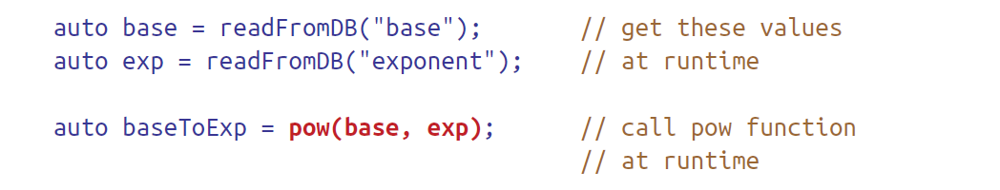 auto base = readFromDB("base");       // get these values
auto exp = readFromDB("exponent");    // at runtime
auto baseToExp = pow(base, exp);      // call pow function
                                      // at runtime